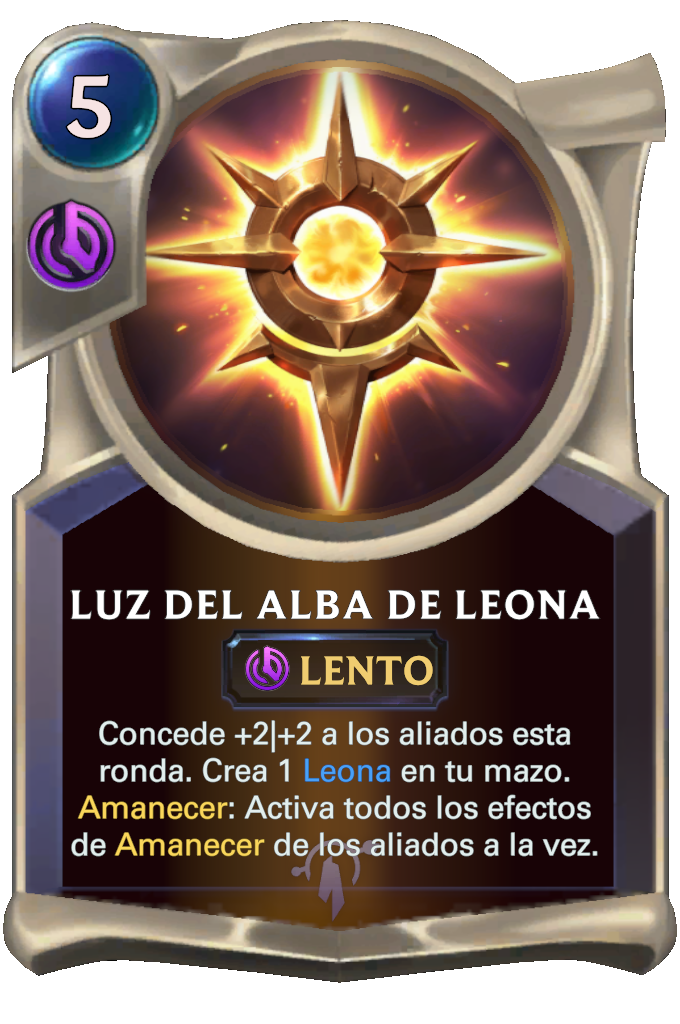 5
LUZ DEL ALBA DE LEONA
LENTO
Concede +2|+2 a los aliados esta
ronda. Crea 1 Leona en tu mazo.
Amanecer: Activa todos los efectos
de Amanecer de los aliados a la vez.